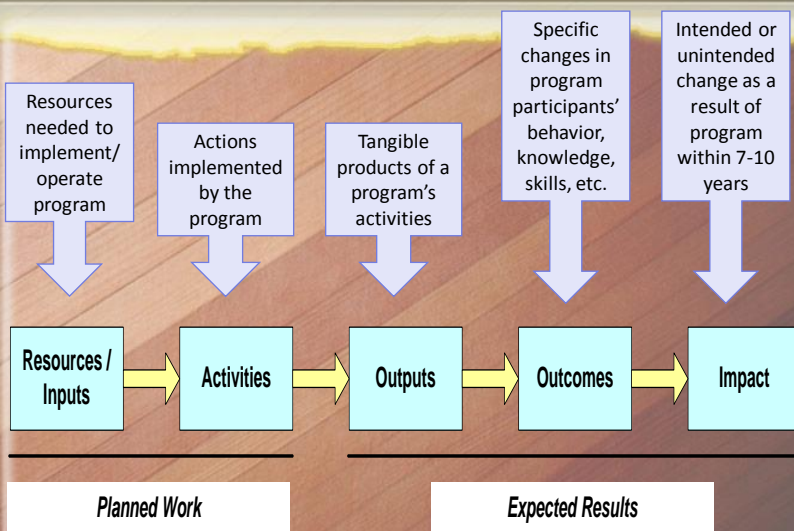 Resources
needed to
implement/
operate
program
Actions
implemented
by the
program
Tangible
products of a
program's
activities
Specific
changes in
program
participants'
behavior,
knowledge,
skills, etc.
Intended or
unintended
change as a
result of
program
within 7-10
years
Resources /
Inputs
Activities
Outputs
Outcomes
Impact
Planned Work
Expected Results